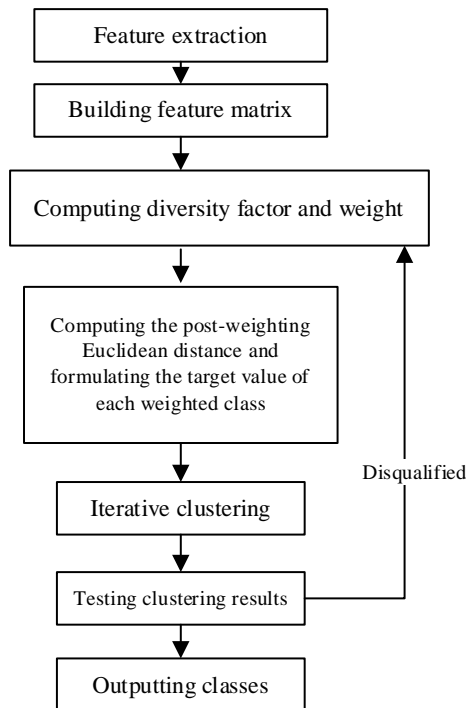 Feature extraction
Building feature matrix
Computing diversity factor and weight
Computing the post-weighting
Euclidean distance and
formulating the target value of
each weighted class
Disqualified
Iterative clustering
Testing clustering results
Outputting classes